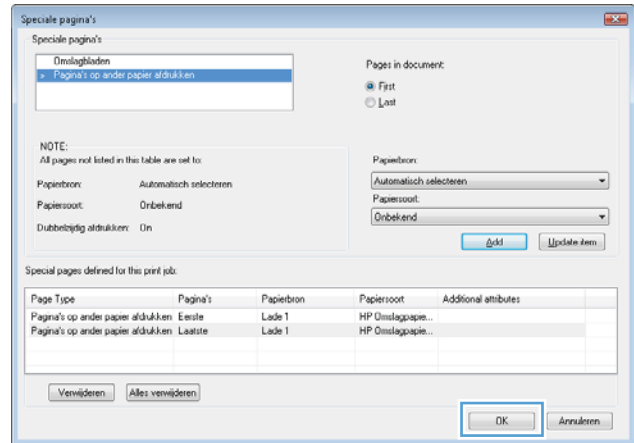 Speciale pagina's
Speciale pagina's
Omslagbladen
» Pagina's op ander papier afdrukken
Pages in document:
First
Last
NOTE:
All pages not listed in this table are set to:
Papierbron: Automatisch selecteren
Papiersoort: Onbekend
Dubbelzijdig afdrukken: On
Papierbron:
Automatisch selecteren
Papiersoort:
Onbekend
Add Update item
Special pages defined for this print job:
Page Type Pagina's Papierbron Papiersoort Additional attributes
Pagina's op ander papier afdrukken Eerste Lade 1 HP Omslagpapie...
Pagina's op ander papier afdrukken Laatste Lade 1 HP Omslagpapie...
Verwijderen Alles verwijderen
OK Annuleren